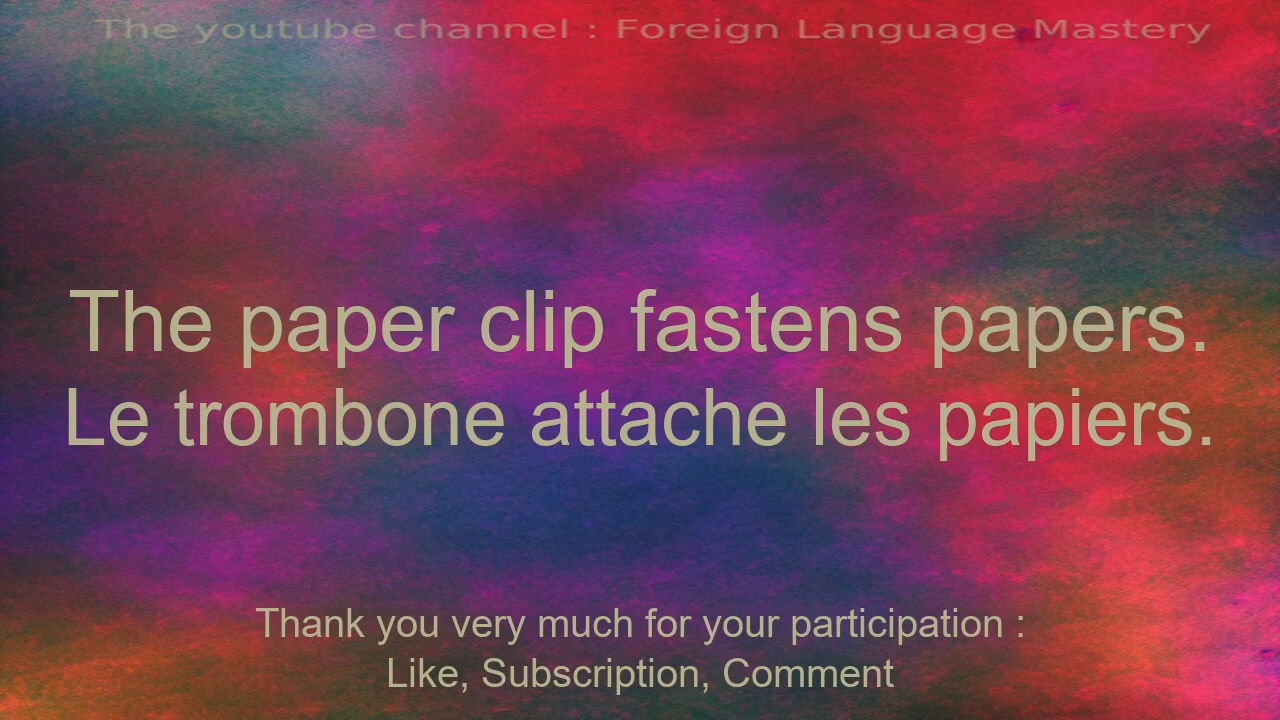 The youtube channel : Foreign Language Mastery
The paper clip fastens papers.
Le trombone attache les papiers.
Thank you very much for your participation :
Like, Subscription, Comment